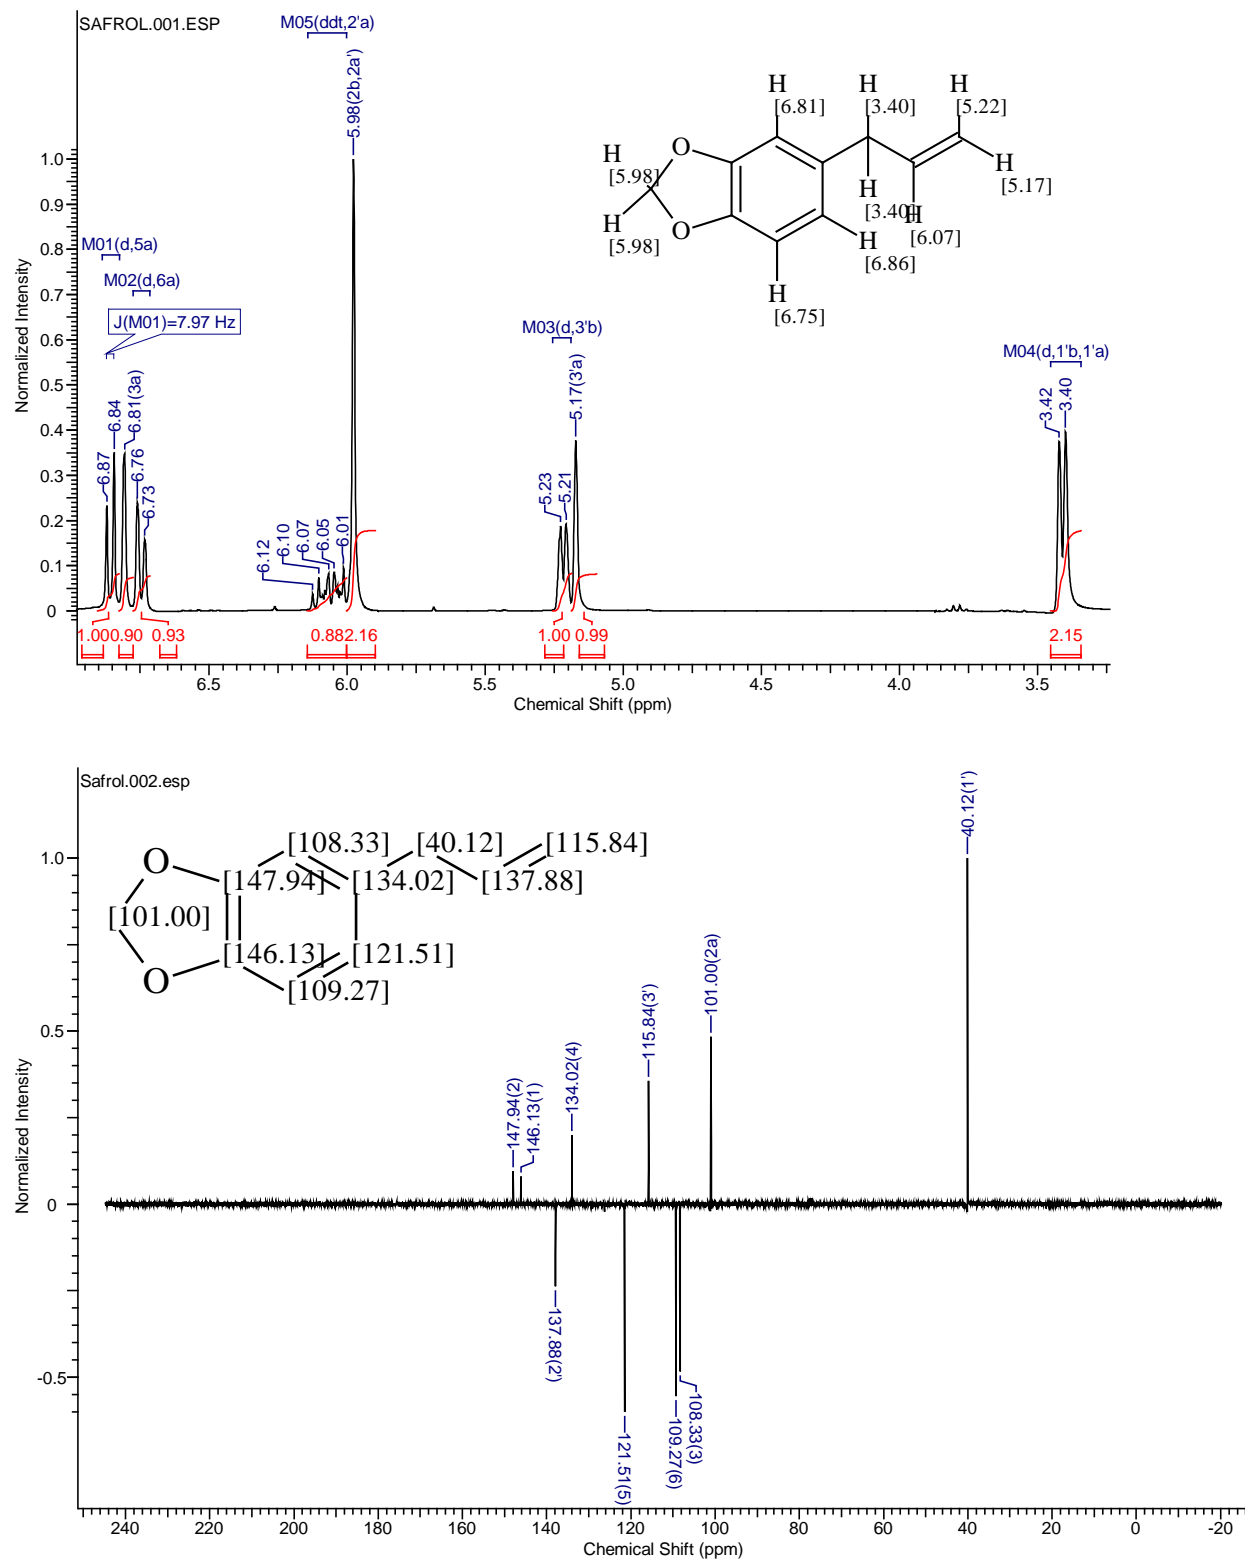 SAFROL.001.ESP
M05(ddt,2'a)
5.98(2b,2a')
H
[6.81]
H
[3.40]
H
[5.22]
O
H
[5.98]
H
[5.17]
H
[3.40]
H
[6.07]
H
[5.98]
O
H
[6.86]
H
[6.75]
M01(d,5a)
M02(d,6a)
J(M01)=7.97 Hz
M03(d,3'b)
M04(d,1'b,1'a)
6.87
6.84
6.81(3a)
6.76
6.73
6.12
6.10
6.07
6.05
6.01
5.23
5.21
5.17(3'a)
3.42
3.40
Normalized Intensity
1.0
0.9
0.8
0.7
0.6
0.5
0.4
0.3
0.2
0.1
0
1.00 0.90 0.93 0.88 2.16 1.00 0.99 2.15
6.5 6.0 5.5 5.0 4.5 4.0 3.5
Chemical Shift (ppm)
Safrol.002.esp
O
[108.33] [40.12] [115.84]
[147.94] [134.02] [137.88]
[101.00]
[146.13] [121.51]
O
[109.27]
40.12(1')
101.00(2a)
115.84(3')
134.02(4)
147.94(2)
146.13(1)
137.88(2')
121.51(5)
109.27(6)
108.33(3)
Normalized Intensity
1.0
0.5
0
-0.5
240 220 200 180 160 140 120 100 80 60 40 20 0 -20
Chemical Shift (ppm)